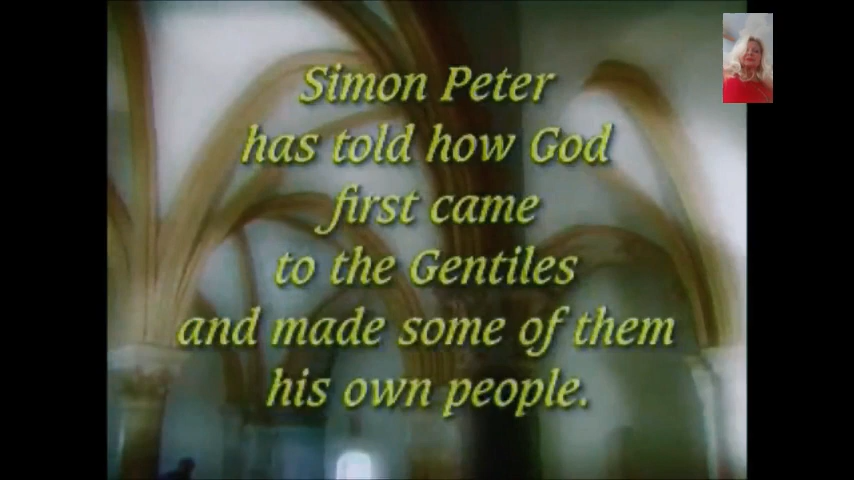 Simon Peter
has told how God
first came
to the Gentiles
and made some of them
his own people.